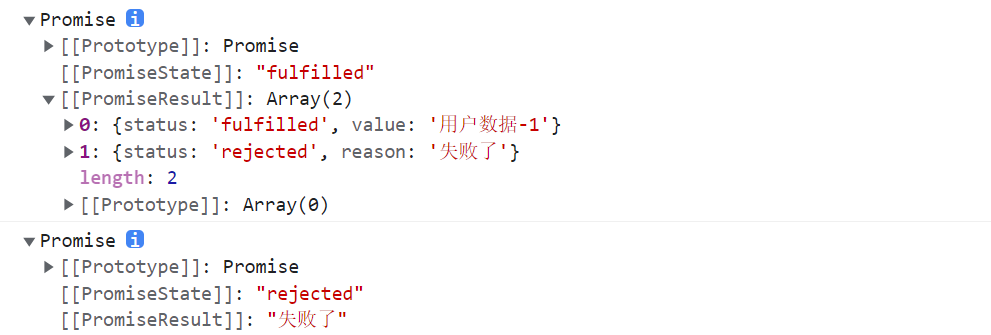 ▼Promise i
▶[[Prototype]]: Promise
[[PromiseState]]: "fulfilled"
▼[[PromiseResult]]: Array(2)
▶0: {status: 'fulfilled', value: '用户数据-1'}
▶1: {status: 'rejected', reason: '失败了'}
length: 2
▶[[Prototype]]: Array(0)
▼Promise i
▶[[Prototype]]: Promise
[[PromiseState]]: "rejected"
[[PromiseResult]]: "失败了"